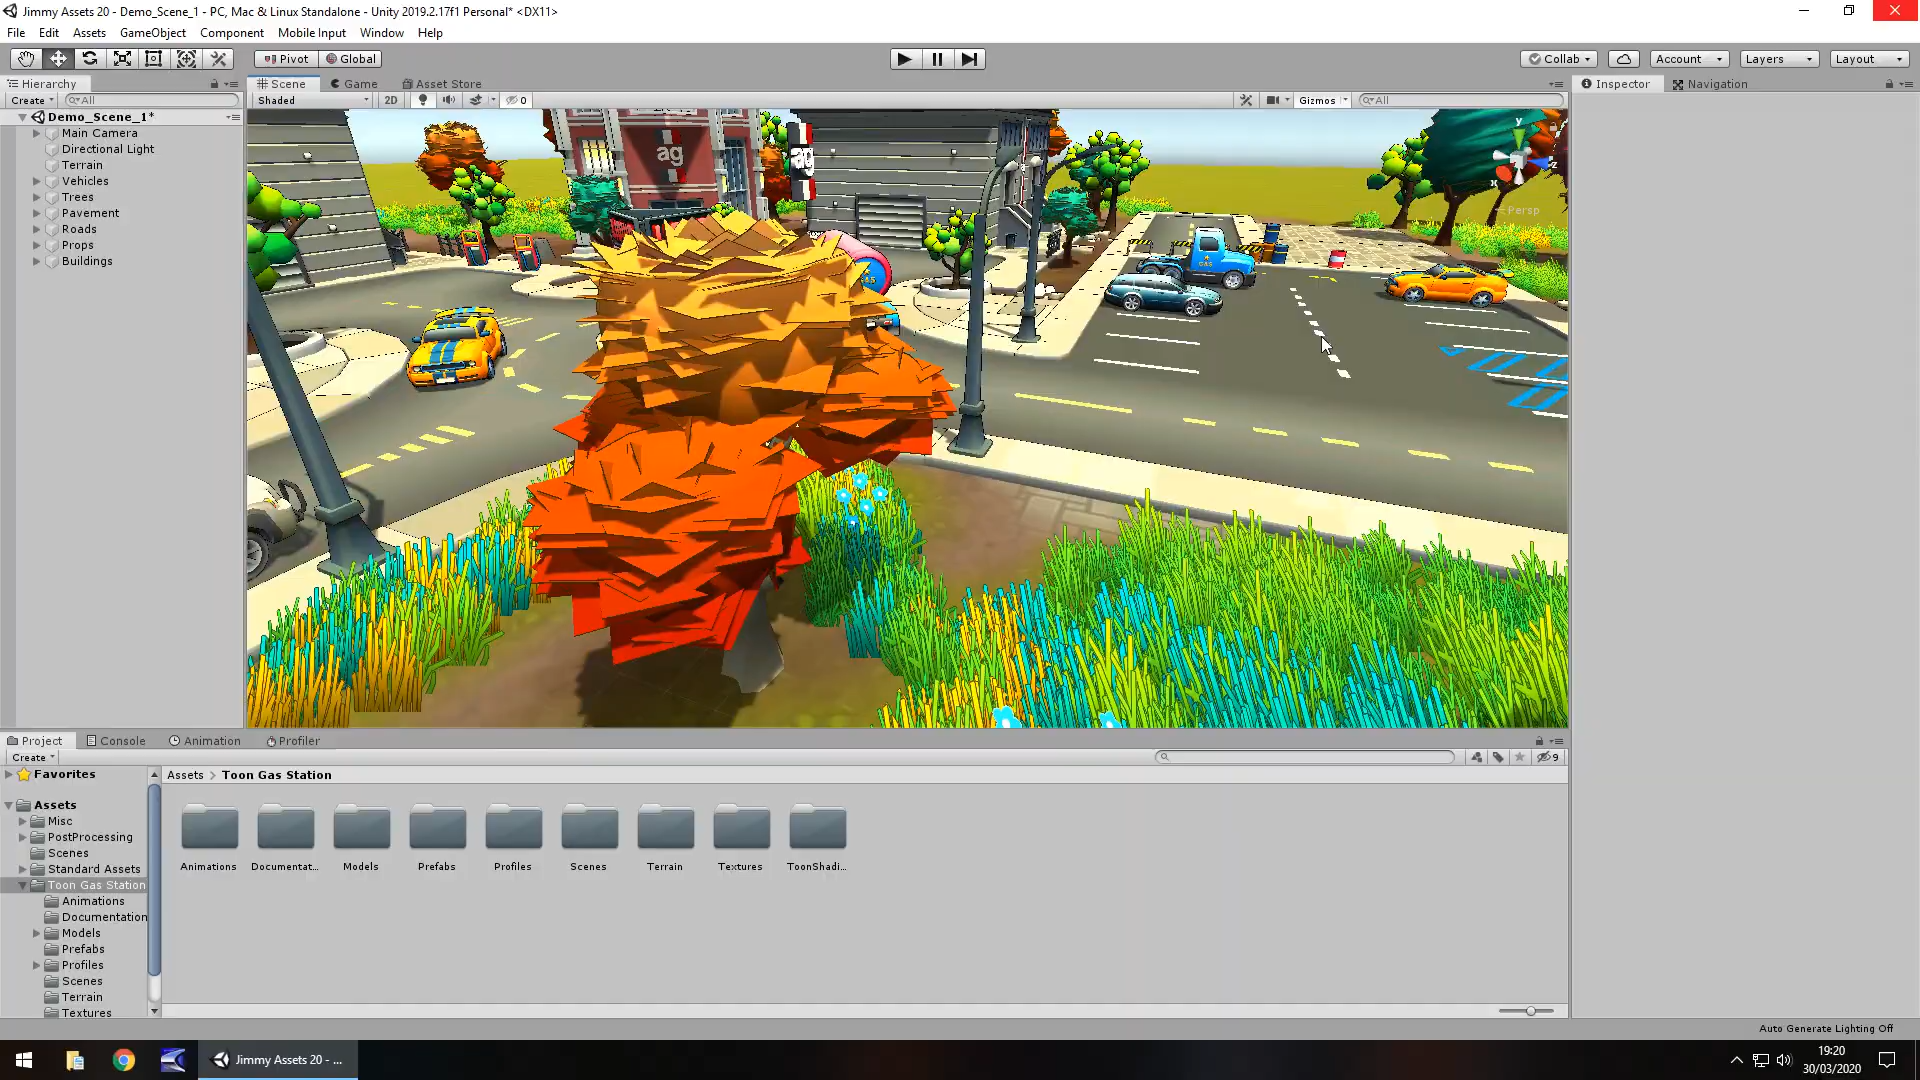 Jimmy Assets 20 - Demo_Scene_1 - PC, Mac & Linux Standalone - Unity 2019.2.17f1 Personal* <DX11>
File Edit Assets GameObject Component Mobile Input Window Help
Pivot Global Collab Account Layers Layout
Hierarchy
Create All
Demo_Scene_1*
Main Camera
Directional Light
Terrain
Vehicles
Trees
Pavement
Roads
Props
Buildings
Scene Game Asset Store
Shaded 2D 0 Gizmos All
ag
ag
GAS
y
x
z
Persp
Inspector Navigation
Project Console Animation Profiler
Create 9
Favorites
Assets
Misc
PostProcessing
Scenes
Standard Assets
Toon Gas Station
Animations
Documentation
Models
Prefabs
Profiles
Scenes
Terrain
Textures
Assets > Toon Gas Station
Animations Documentat... Models Prefabs Profiles Scenes Terrain Textures ToonShadi...
Auto Generate Lighting Off
Jimmy Assets 20 - ...
19:20
30/03/2020